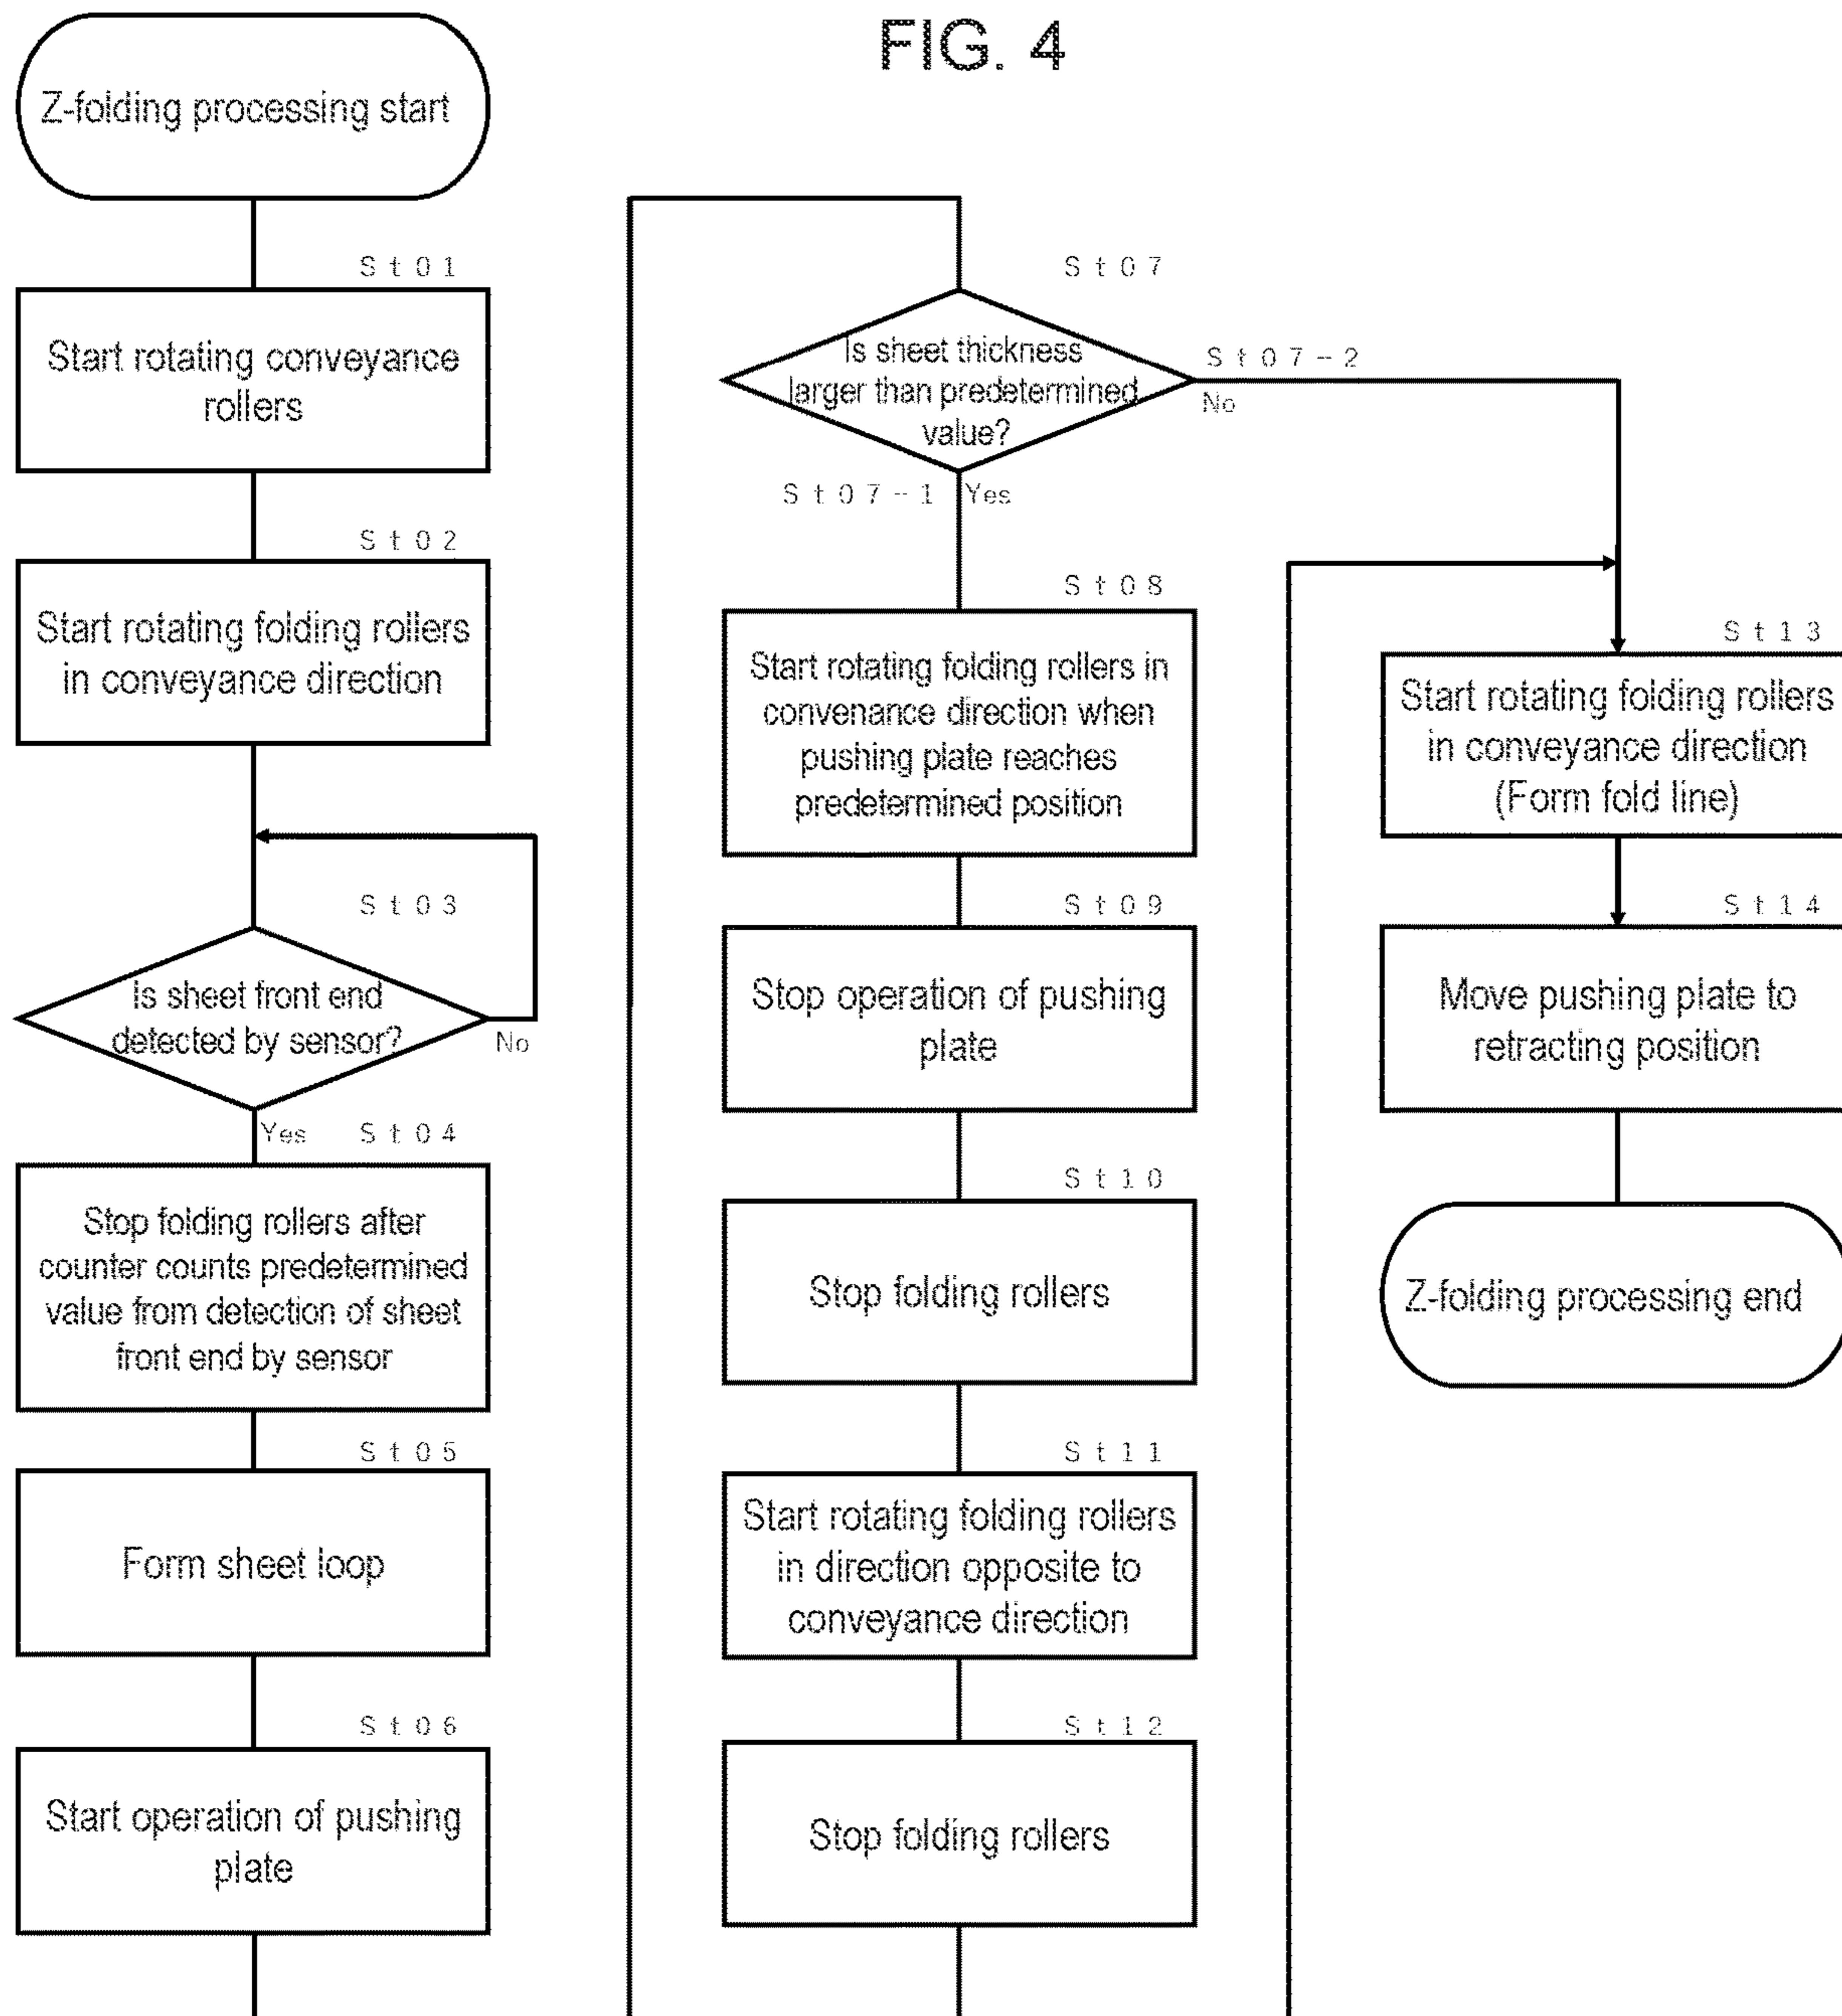 FIG. 4
Z-folding processing start
St01
Start rotating conveyance
rollers
St02
Start rotating folding rollers
in conveyance direction
St03
Is sheet front end
detected by sensor?
No
Yes
St04
Stop folding rollers after
counter counts predetermined
value from detection of sheet
front end by sensor
St05
Form sheet loop
St06
Start operation of pushing
plate
St07
Is sheet thickness
larger than predetermined
value?
St07-2
No
St07-1
Yes
St08
Start rotating folding rollers in
convenance direction when
pushing plate reaches
predetermined position
St09
Stop operation of pushing
plate
St10
Stop folding rollers
St11
Start rotating folding rollers
in direction opposite to
conveyance direction
St12
Stop folding rollers
St13
Start rotating folding rollers
in conveyance direction
(Form fold line)
St14
Move pushing plate to
retracting position
Z-folding processing end